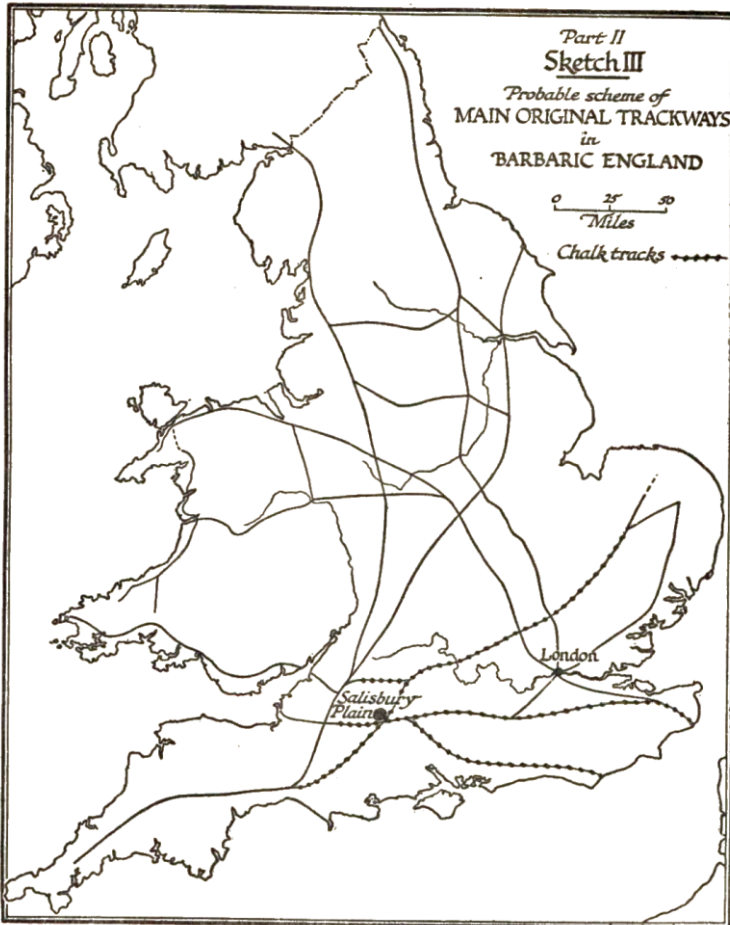 Part II
Sketch III
Probable scheme of
MAIN ORIGINAL TRACKWAYS
in
BARBARIC ENGLAND
0 25 50
Miles
Chalk tracks
London
Salisbury
Plain